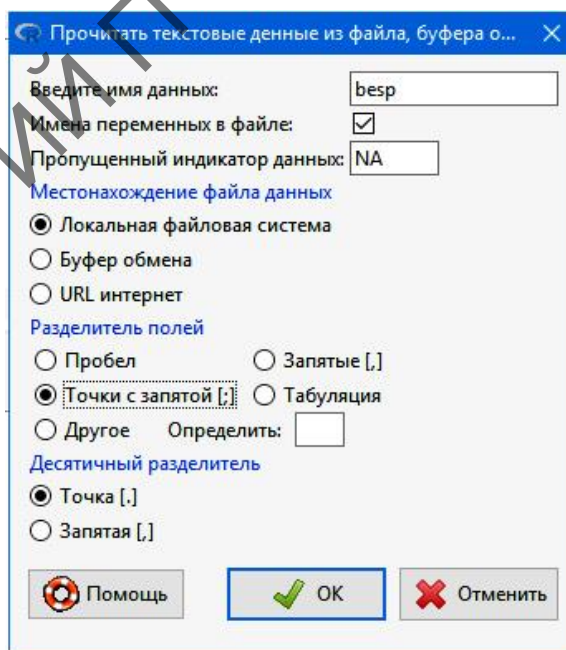 Прочитать текстовые денные из файла, буфера о...
Введите имя данных: besp
Имена переменных в файле:
Пропущенный индикатор данных: NA
Местонахождение файла данных
Локальная файловая система
Буфер обмена
URL интернет
Разделитель полей
Пробел Запятые [,]
Точки с запятой [;] Табуляция
Другое Определить:
Десятичный разделитель
Точка [.]
Запятая [,]
Помощь OK Отменить